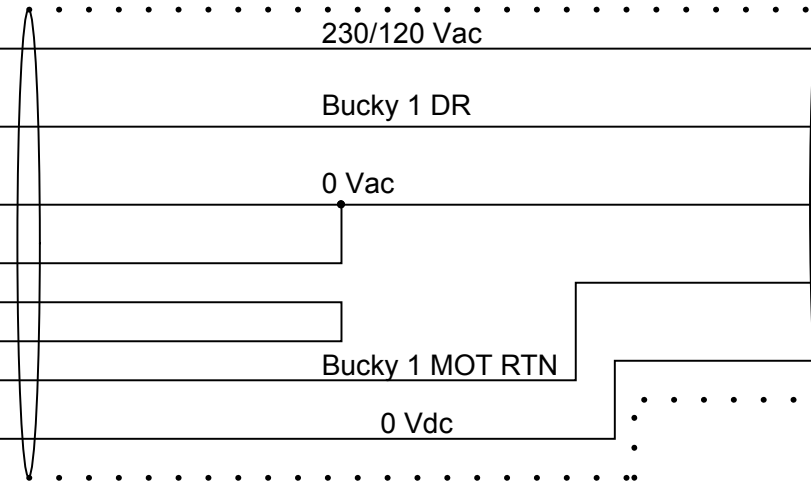 230/120 Vac
Bucky 1 DR
0 Vac
Bucky 1 MOT RTN
0 Vdc